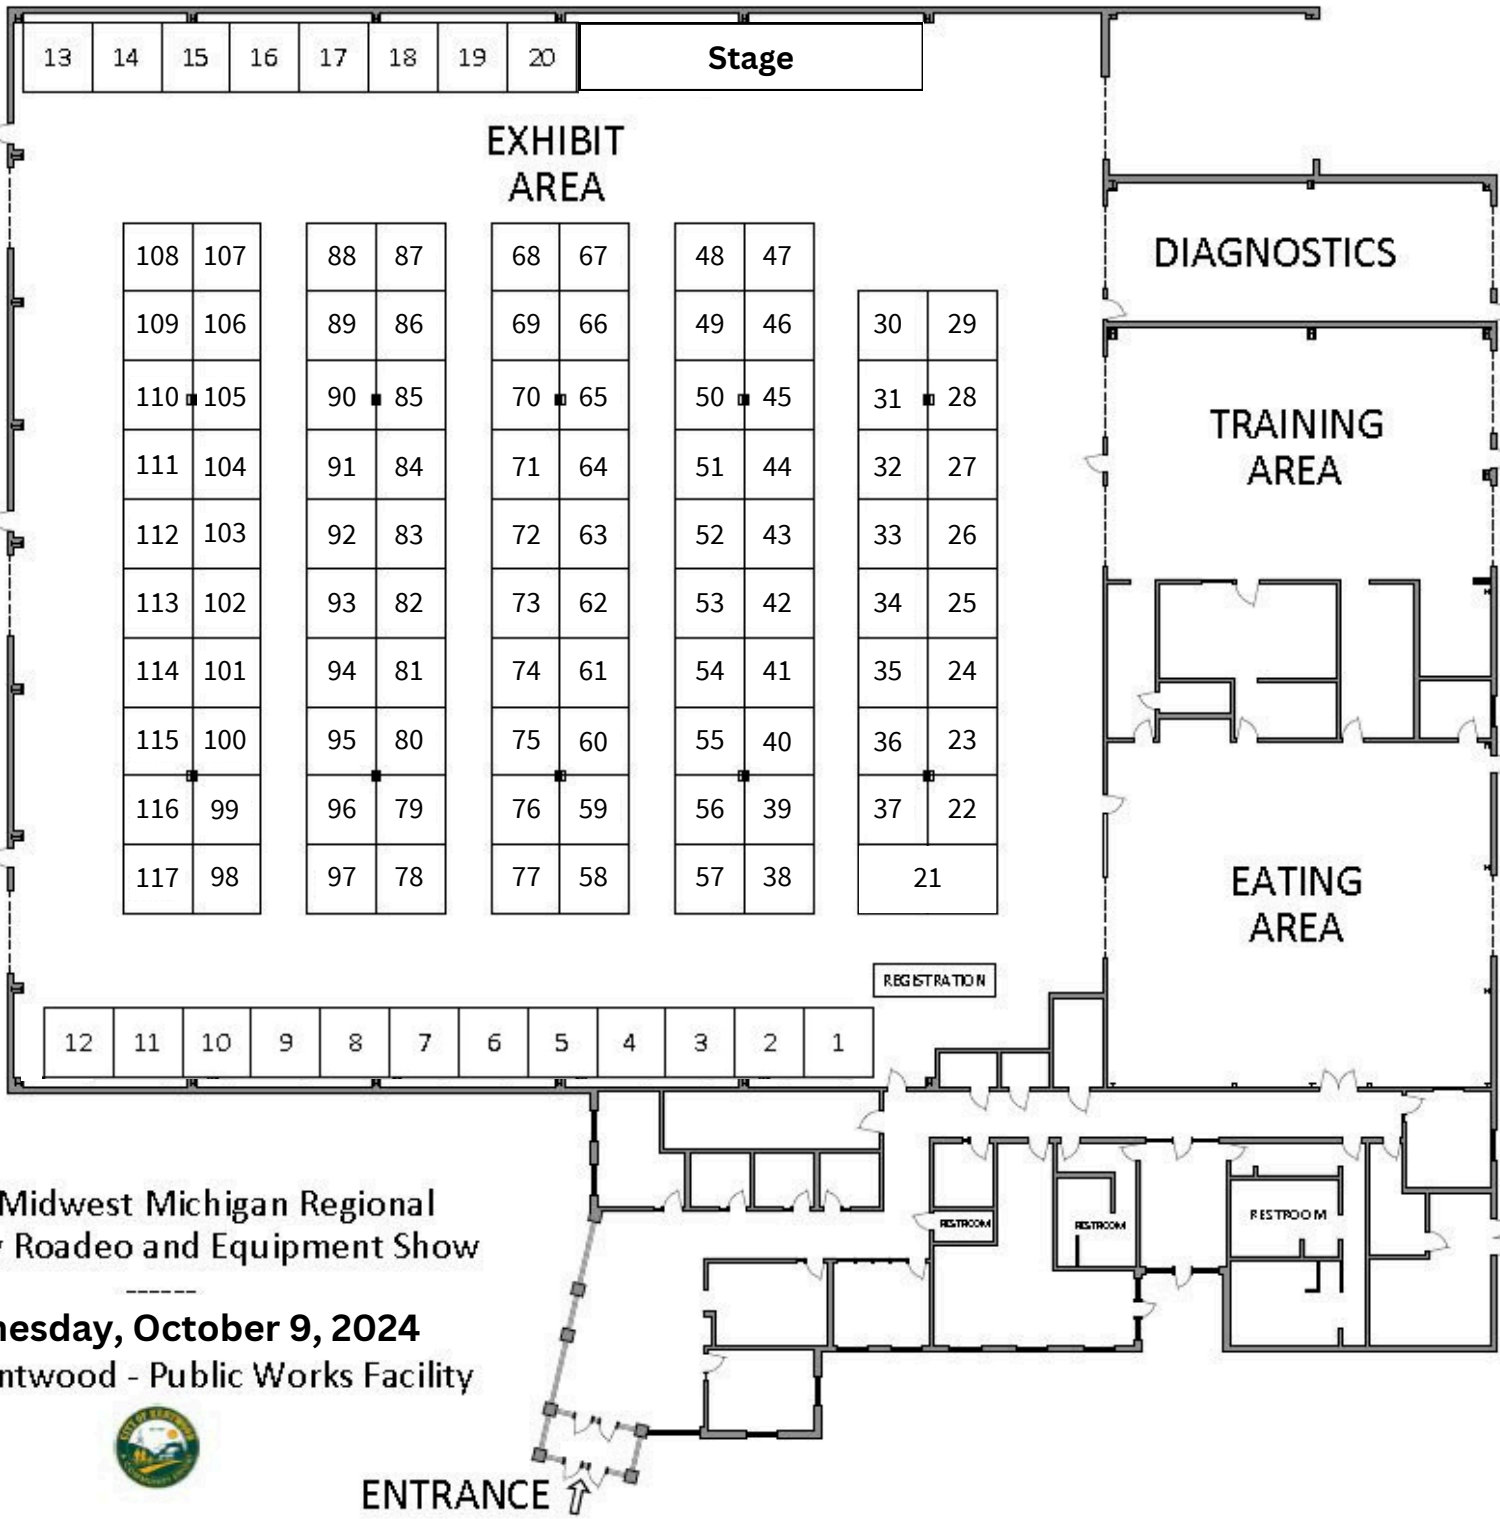 13 14 15 16 17 18 19 20 Stage
EXHIBIT
AREA
108 107 88 87 68 67 48 47
109 106 89 86 69 66 49 46 30 29
110 105 90 85 70 65 50 45 31 28
111 104 91 84 71 64 51 44 32 27
112 103 92 83 72 63 52 43 33 26
113 102 93 82 73 62 53 42 34 25
114 101 94 81 74 61 54 41 35 24
115 100 95 80 75 60 55 40 36 23
116 99 96 79 76 59 56 39 37 22
117 98 97 78 77 58 57 38 21
DIAGNOSTICS
TRAINING
AREA
EATING
AREA
REGISTRATION
12 11 10 9 8 7 6 5 4 3 2 1
RESTROOM RESTROOM RESTROOM
Midwest Michigan Regional
y Roadeo and Equipment Show
------
nesday, October 9, 2024
ntwood - Public Works Facility
CITY OF KENTWOOD
ENTRANCE